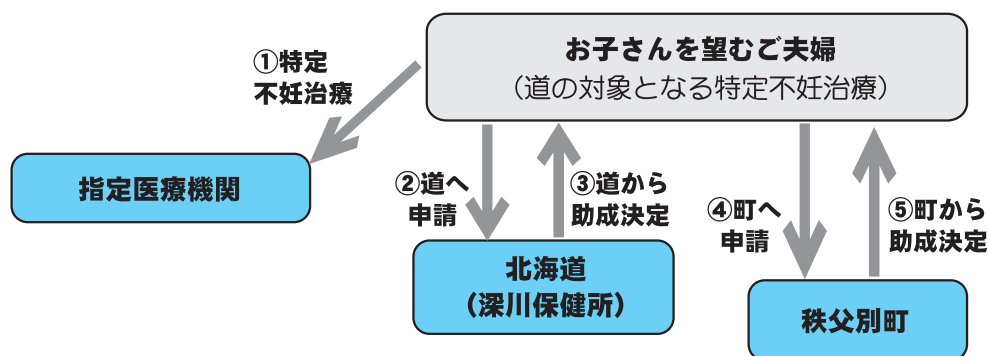 お子さんを望むご夫婦
（道の対象となる特定不妊治療）
①特定
不妊治療
指定医療機関
②道へ
申請
③道から
助成決定
北海道
（深川保健所）
④町へ
申請
⑤町から
助成決定
秩父別町